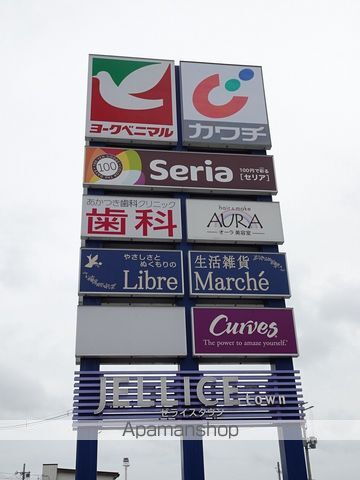 ヨークベニマル
カワチ
100
Seria
100円で彩る
[セリア]
あかつき歯科クリニック
歯科
hair&make
AURA
オーラ 美容室
やさしさと
ぬくもりの
Libre
生活雑貨
Marché
Curves
The power to amaze yourself.
JELLICE town
ゼライスタウン
Apamanshop